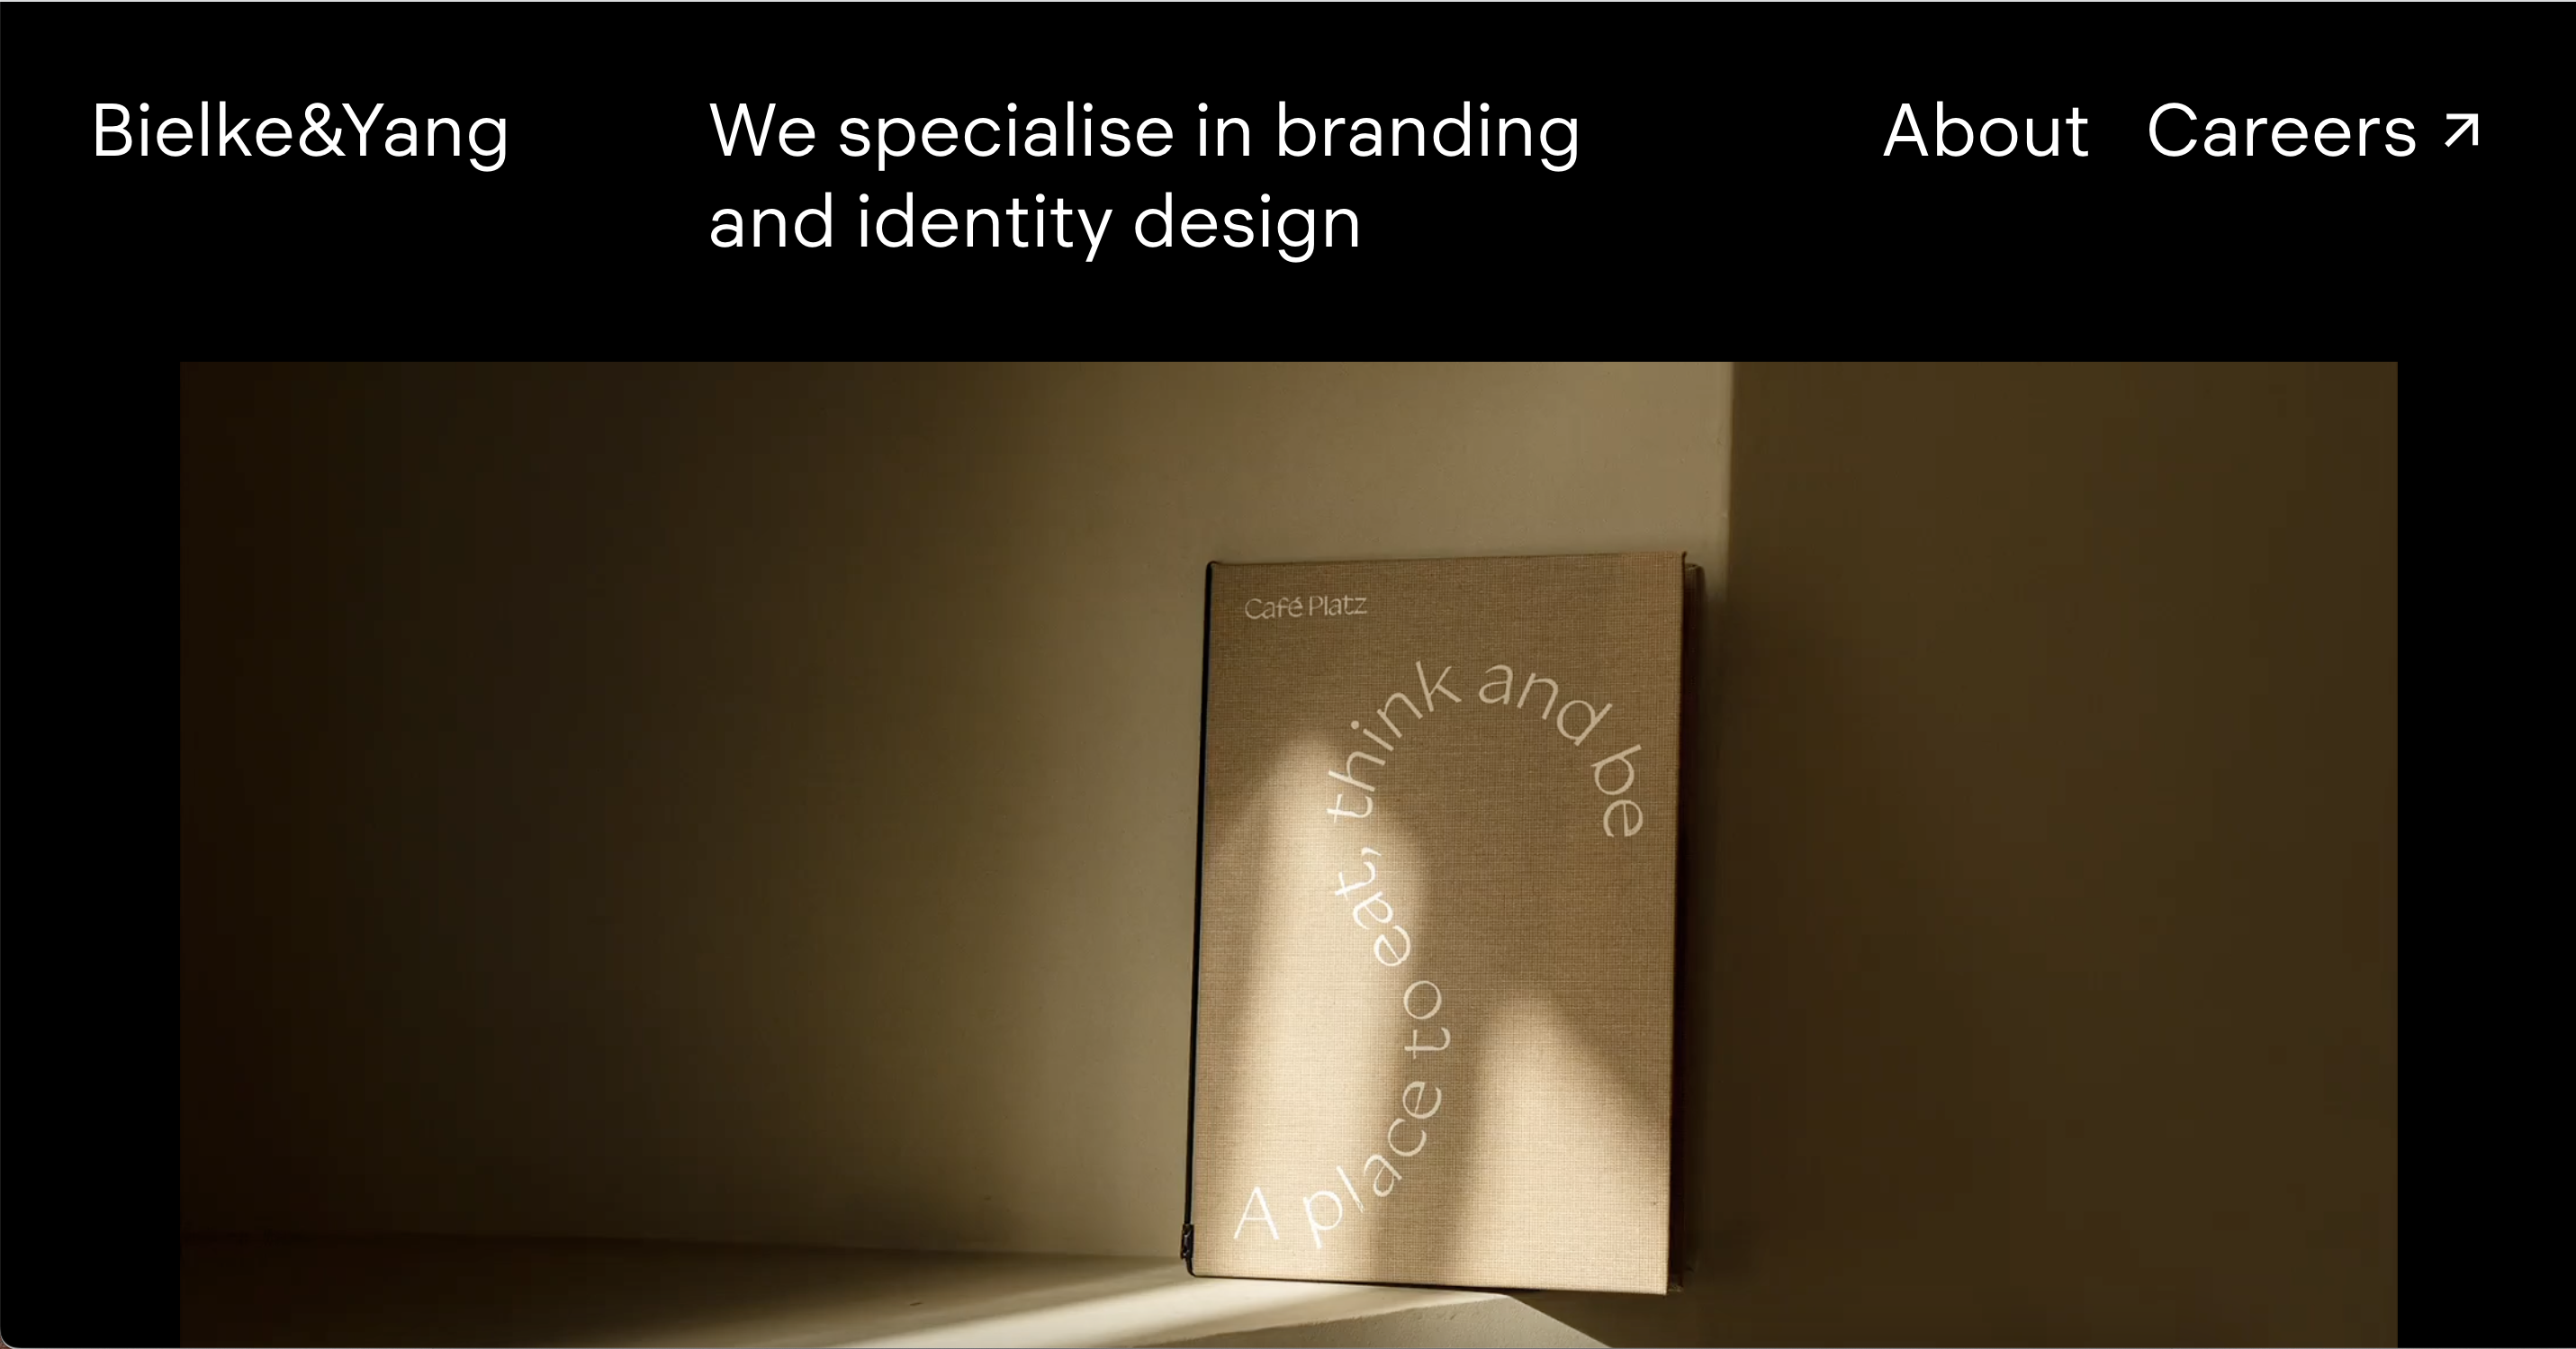 Bielke&Yang
We specialise in branding
and identity design
About
Careers ↗
Café Platz
A place to eat, think and be